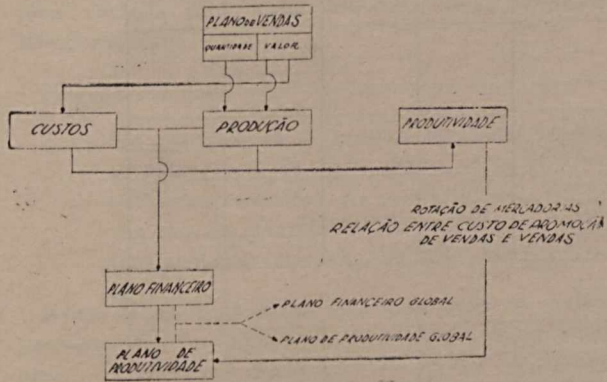 PLANO DE VENDAS
QUANTIDADE VALOR
CUSTOS
PRODUÇÃO
PRODUTIVIDADE
ROTAÇÃO DE MERCADORIAS
RELAÇÃO ENTRE CUSTO DE PROMOÇÃO
DE VENDAS E VENDAS
PLANO FINANCEIRO
PLANO FINANCEIRO GLOBAL
PLANO DE PRODUTIVIDADE GLOBAL
PLANO DE
PRODUTIVIDADE